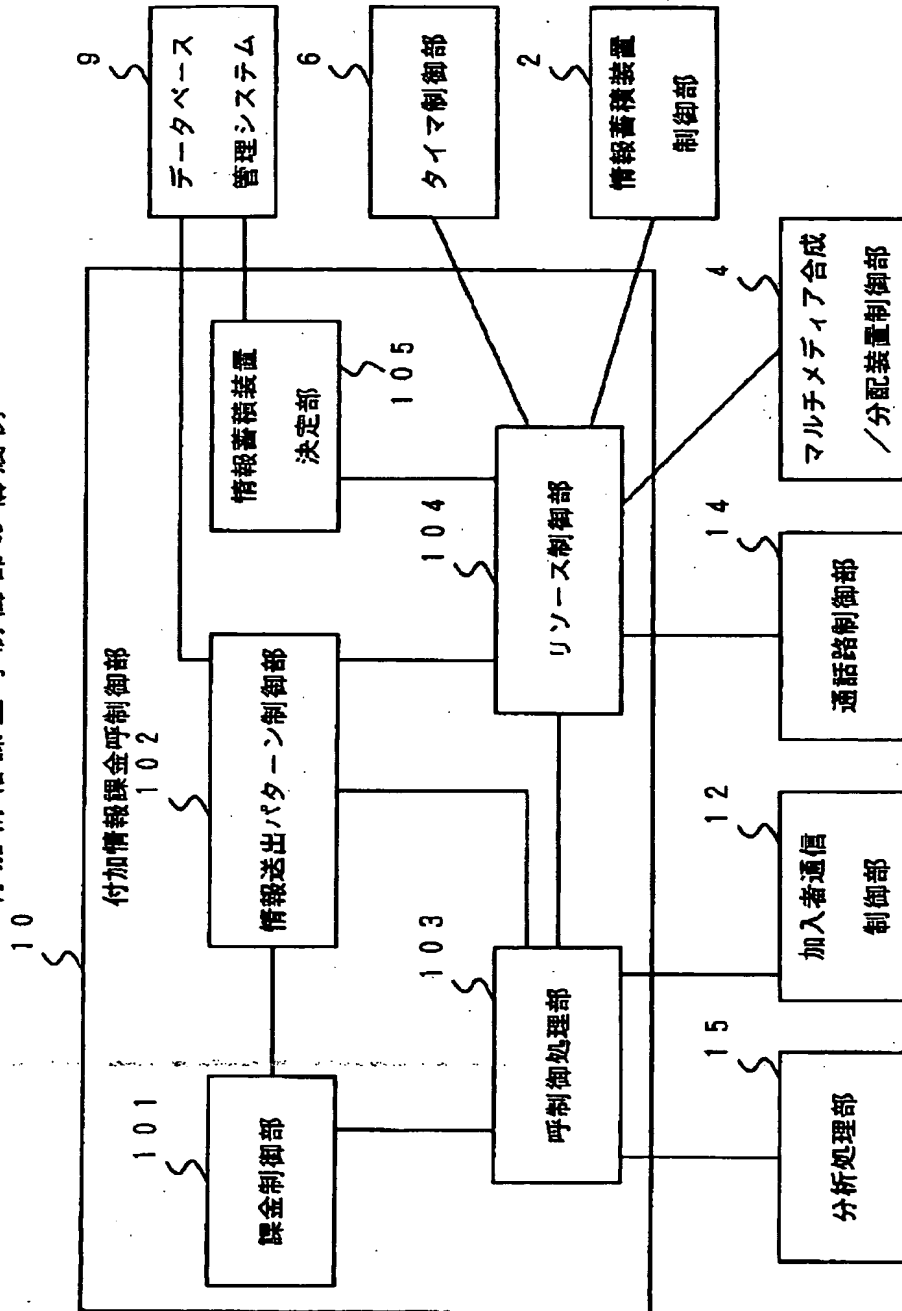 10
付加情報課金呼制御部
101
課金制御部
102
情報送出パターン制御部
情報蓄積装置
決定部
105
9
データベース
管理システム
103
呼制御処理部
104
リソース制御部
6
タイマ制御部
2
情報蓄積装置
制御部
15
分析処理部
12
加入者通信
制御部
14
通話路制御部
4
マルチメディア合成
/分配装置制御部